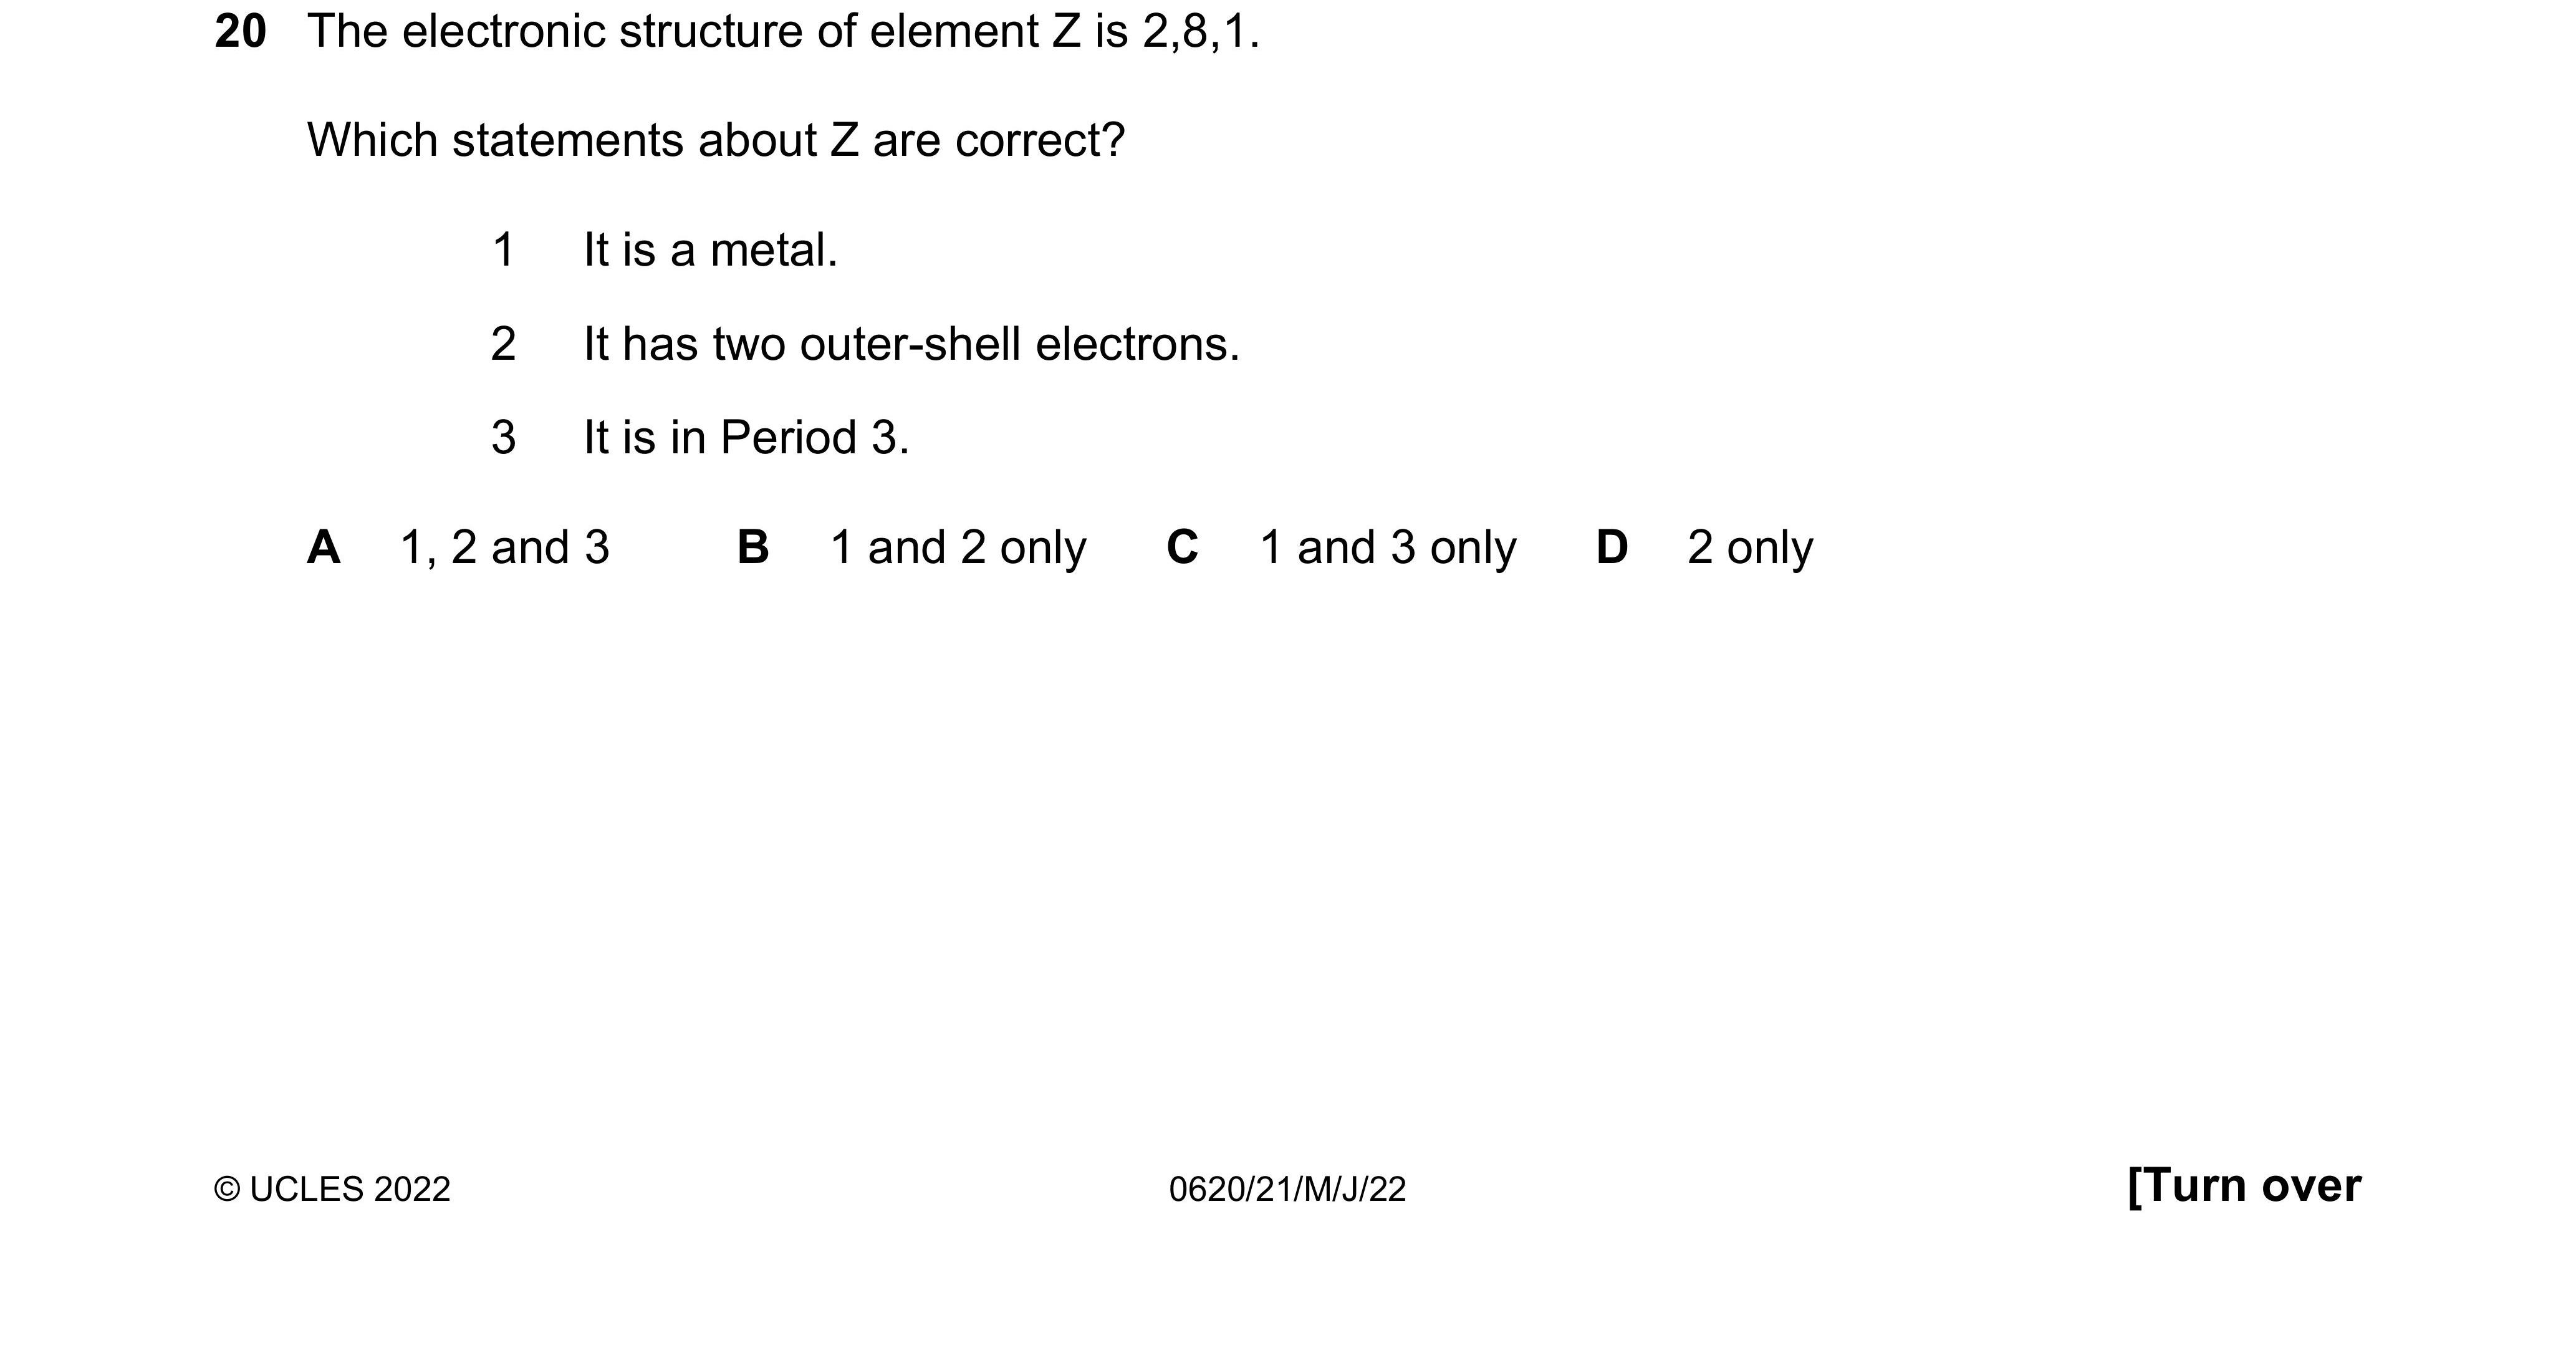 20 The electronic structure of element Z is 2,8,1.
Which statements about Z are correct?
1 It is a metal.
2 It has two outer-shell electrons.
3 It is in Period 3.
A 1, 2 and 3 B 1 and 2 only C 1 and 3 only D 2 only
© UCLES 2022 0620/21/M/J/22 [Turn over